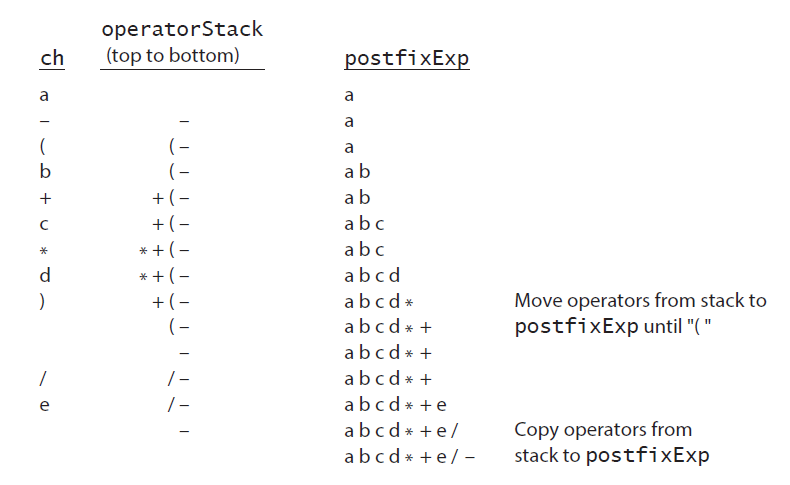 operatorStack
ch (top to bottom) postfixExp
a a
– – a
( ( – a
b ( – a b
+ + ( – a b
c + ( – a b c
* * + ( – a b c
d * + ( – a b c d
) + ( – a b c d * Move operators from stack to
( – a b c d * + postfixExp until "( "
– a b c d * +
/ / – a b c d * +
e / – a b c d * + e
– a b c d * + e / Copy operators from
a b c d * + e / – stack to postfixExp